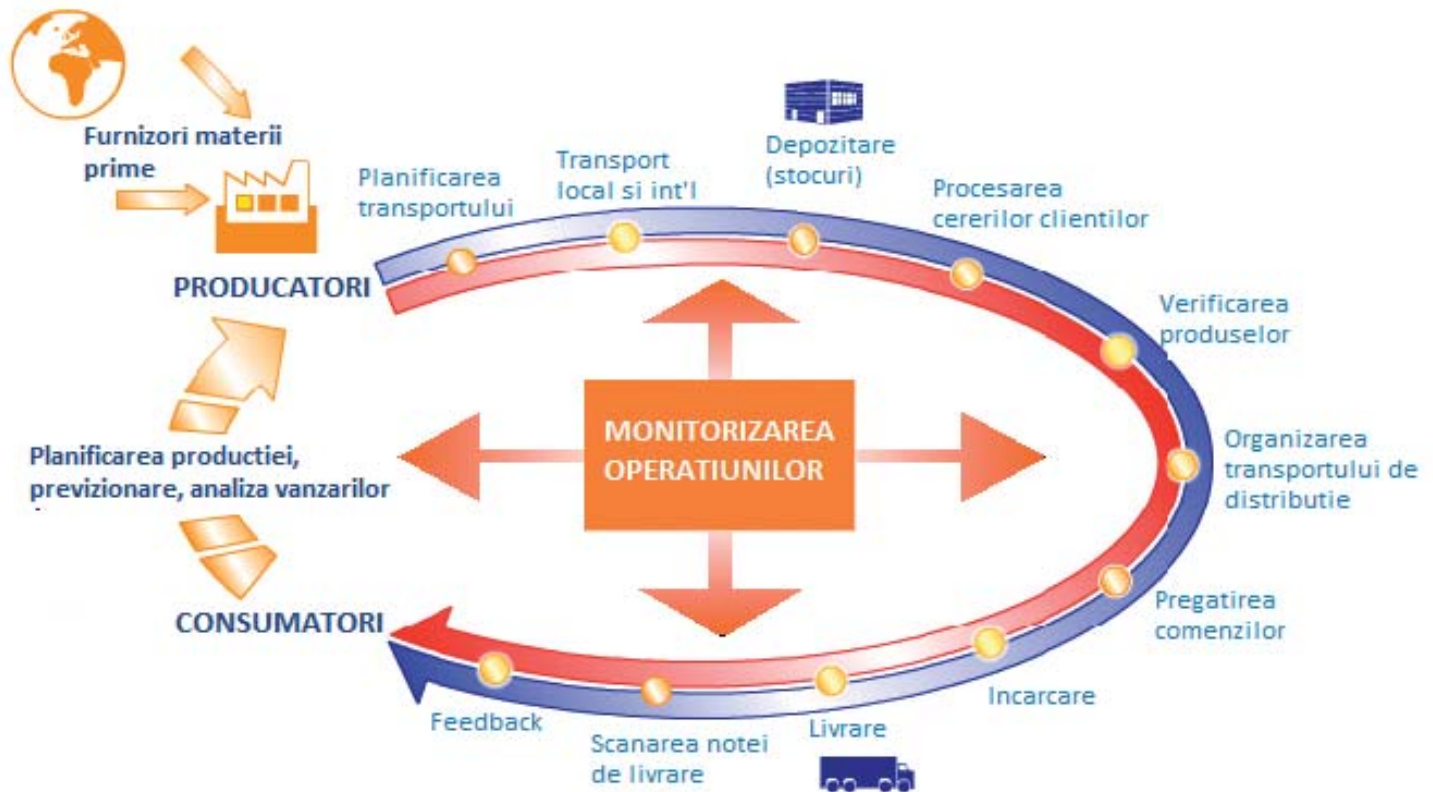 Furnizori materii
prime
PRODUCATORI
Planificarea
transportului
Transport
local si int'l
Depozitare
(stocuri)
Procesarea
cererilor clientilor
Verificarea
produselor
Organizarea
transportului de
distributie
Pregatirea
comenzilor
Incarcare
Livrare
Scanarea notei
de livrare
Feedback
CONSUMATORI
Planificarea productiei,
previzionare, analiza vanzarilor
MONITORIZAREA
OPERATIUNILOR